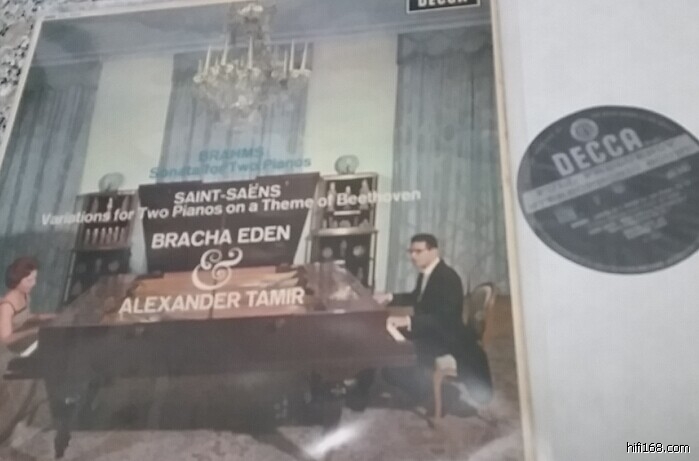 DECCA
BRAHMS
Sonata for Two Pianos
SAINT-SAËNS
Variations for Two Pianos on a Theme of Beethoven
BRACHA EDEN
&
ALEXANDER TAMIR
DECCA
hifi168.com